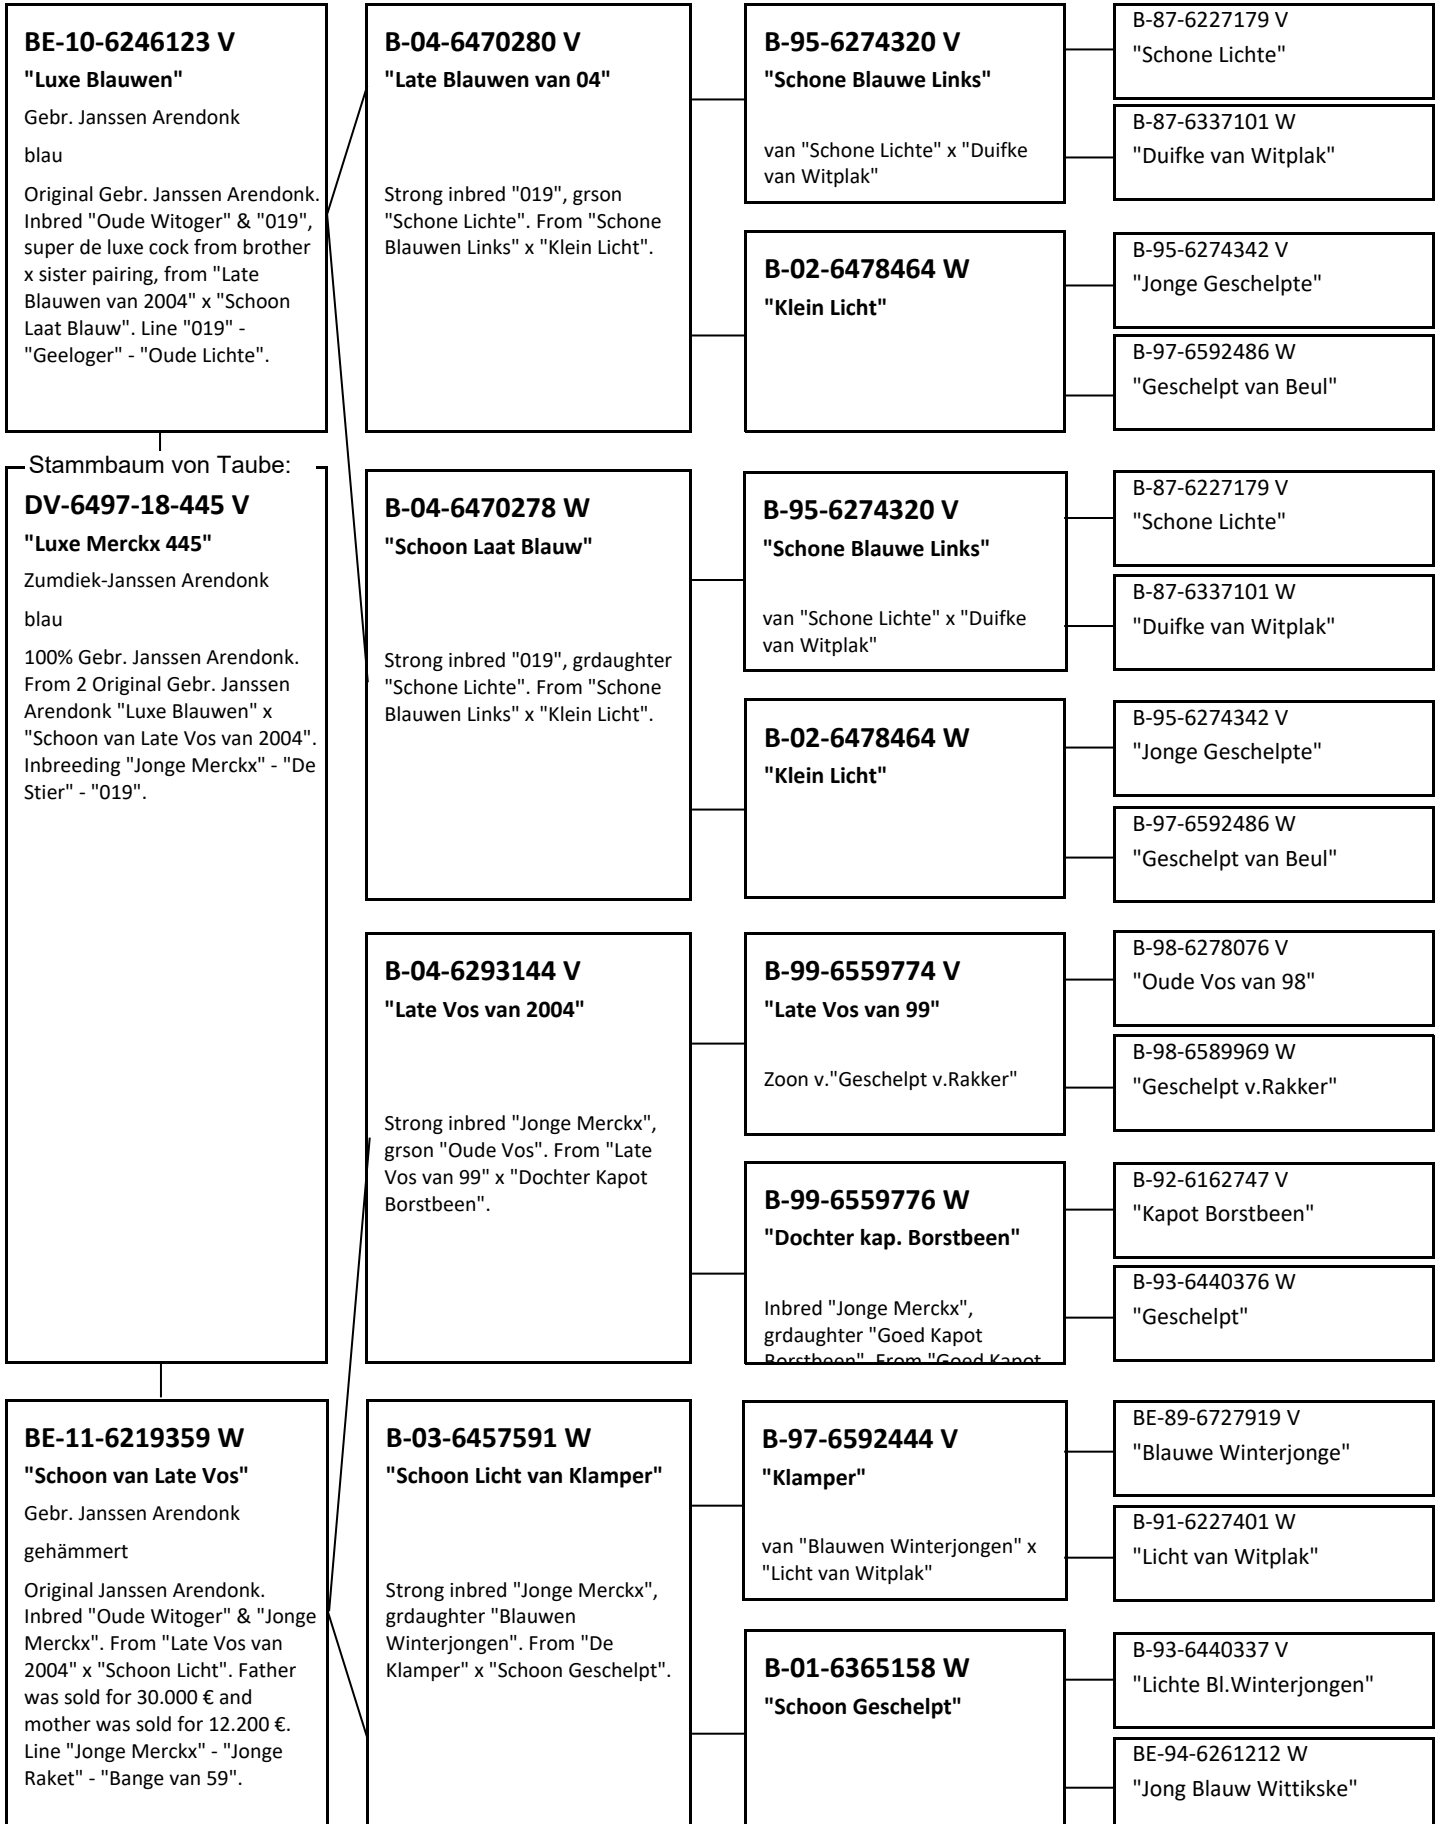 BE-10-6246123 V
"Luxe Blauwen"
Gebr. Janssen Arendonk
blau
Original Gebr. Janssen Arendonk.
Inbred "Oude Witoger" & "019",
super de luxe cock from brother
x sister pairing, from "Late
Blauwen van 2004" x "Schoon
Laat Blauw". Line "019" -
"Geeloger" - "Oude Lichte".
Stammbaum von Taube:
DV-6497-18-445 V
"Luxe Merckx 445"
Zumdiek-Janssen Arendonk
blau
100% Gebr. Janssen Arendonk.
From 2 Original Gebr. Janssen
Arendonk "Luxe Blauwen" x
"Schoon van Late Vos van 2004".
Inbreeding "Jonge Merckx" - "De
Stier" - "019".
BE-11-6219359 W
"Schoon van Late Vos"
Gebr. Janssen Arendonk
gehämmert
Original Janssen Arendonk.
Inbred "Oude Witoger" & "Jonge
Merckx". From "Late Vos van
2004" x "Schoon Licht". Father
was sold for 30.000 € and
mother was sold for 12.200 €.
Line "Jonge Merckx" - "Jonge
Raket" - "Bange van 59".
B-04-6470280 V
"Late Blauwen van 04"
Strong inbred "019", grson
"Schone Lichte". From "Schone
Blauwen Links" x "Klein Licht".
B-04-6470278 W
"Schoon Laat Blauw"
Strong inbred "019", grdaughter
"Schone Lichte". From "Schone
Blauwen Links" x "Klein Licht".
B-04-6293144 V
"Late Vos van 2004"
Strong inbred "Jonge Merckx",
grson "Oude Vos". From "Late
Vos van 99" x "Dochter Kapot
Borstbeen".
B-03-6457591 W
"Schoon Licht van Klamper"
Strong inbred "Jonge Merckx",
grdaughter "Blauwen
Winterjongen". From "De
Klamper" x "Schoon Geschelpt".
B-95-6274320 V
"Schone Blauwe Links"
van "Schone Lichte" x "Duifke
van Witplak"
B-02-6478464 W
"Klein Licht"
B-95-6274320 V
"Schone Blauwe Links"
van "Schone Lichte" x "Duifke
van Witplak"
B-02-6478464 W
"Klein Licht"
B-99-6559774 V
"Late Vos van 99"
Zoon v."Geschelpt v.Rakker"
B-99-6559776 W
"Dochter kap. Borstbeen"
Inbred "Jonge Merckx",
grdaughter "Goed Kapot
Borstbeen". From "Goed Kapot
B-97-6592444 V
"Klamper"
van "Blauwen Winterjongen" x
"Licht van Witplak"
B-01-6365158 W
"Schoon Geschelpt"
B-87-6227179 V
"Schone Lichte"
B-87-6337101 W
"Duifke van Witplak"
B-95-6274342 V
"Jonge Geschelpte"
B-97-6592486 W
"Geschelpt van Beul"
B-87-6227179 V
"Schone Lichte"
B-87-6337101 W
"Duifke van Witplak"
B-95-6274342 V
"Jonge Geschelpte"
B-97-6592486 W
"Geschelpt van Beul"
B-98-6278076 V
"Oude Vos van 98"
B-98-6589969 W
"Geschelpt v.Rakker"
B-92-6162747 V
"Kapot Borstbeen"
B-93-6440376 W
"Geschelpt"
BE-89-6727919 V
"Blauwe Winterjonge"
B-91-6227401 W
"Licht van Witplak"
B-93-6440337 V
"Lichte Bl.Winterjongen"
BE-94-6261212 W
"Jong Blauw Wittikske"